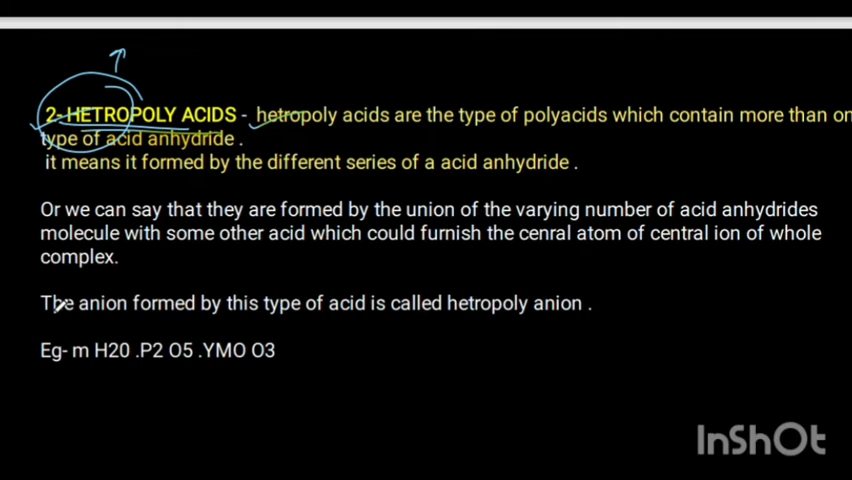 2- HETROPOLY ACIDS - hetropoly acids are the type of polyacids which contain more than on
type of acid anhydride .
it means it formed by the different series of a acid anhydride .
Or we can say that they are formed by the union of the varying number of acid anhydrides
molecule with some other acid which could furnish the cenral atom of central ion of whole
complex.
The anion formed by this type of acid is called hetropoly anion .
Eg- m H20 .P2 O5 .YMO O3
InShOt